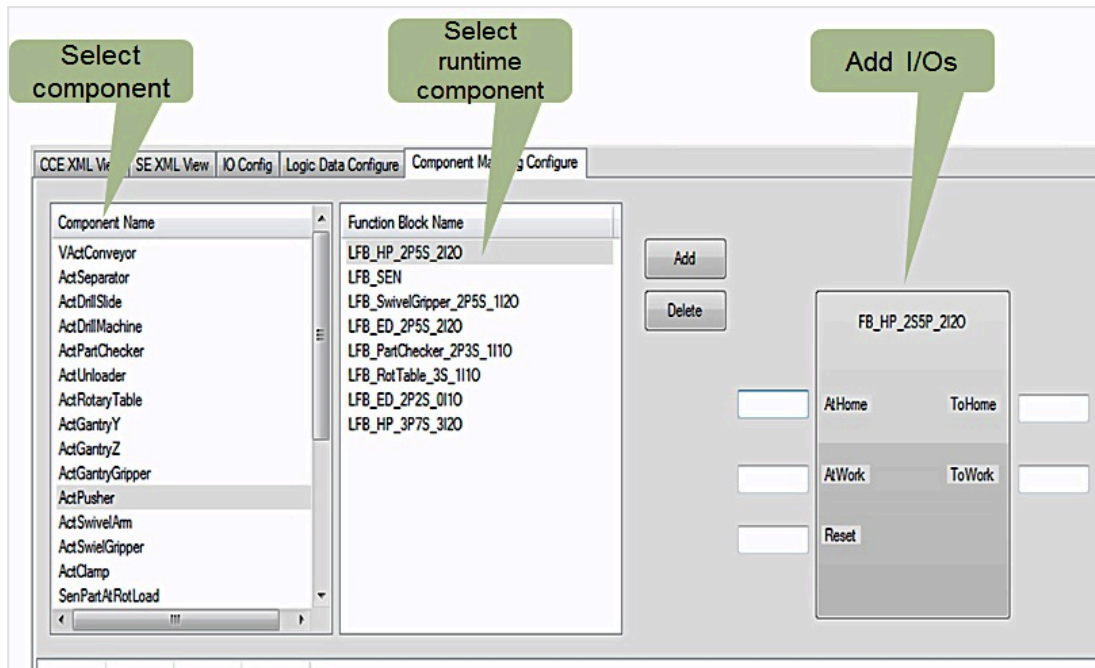 Select
component
Select
runtime
component
Add I/Os
CCE XML
SE XML View
IO Config
Logic Data Configure
Component
Configure
Component Name
VActConveyor
ActSeparator
ActDrillSlide
ActDrillMachine
ActPartChecker
ActUnloader
ActRotaryTable
ActGantryY
ActGantryZ
ActGantryGripper
ActPusher
ActSwivelArm
ActSwielGripper
ActClamp
SenPartAtRotLoad
Function Block Name
LFB_HP_2P5S_2I2O
LFB_SEN
LFB_SwivelGripper_2P5S_1I2O
LFB_ED_2P5S_2I2O
LFB_PartChecker_2P3S_1I1O
LFB_RotTable_3S_1I1O
LFB_ED_2P2S_0I1O
LFB_HP_3P7S_3I2O
Add
Delete
FB_HP_2S5P_2I2O
AtHome
ToHome
AtWork
ToWork
Reset